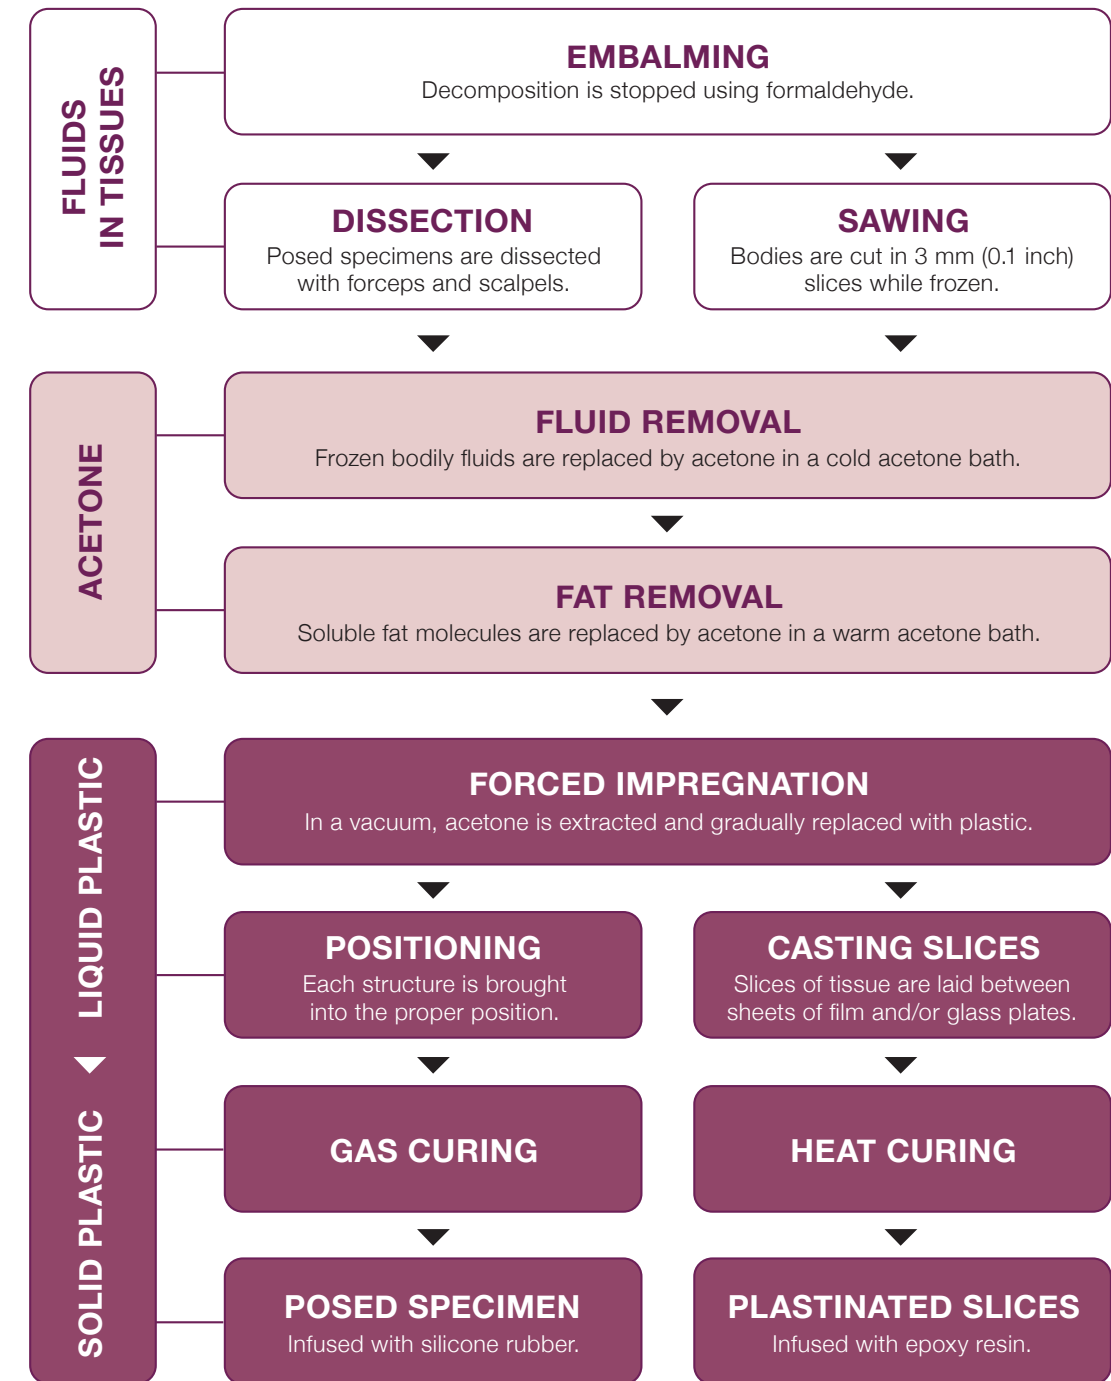 FLUIDS
IN TISSUES
EMBALMING
Decomposition is stopped using formaldehyde.
DISSECTION
Posed specimens are dissected
with forceps and scalpels.
SAWING
Bodies are cut in 3 mm (0.1 inch)
slices while frozen.
ACETONE
FLUID REMOVAL
Frozen bodily fluids are replaced by acetone in a cold acetone bath.
FAT REMOVAL
Soluble fat molecules are replaced by acetone in a warm acetone bath.
LIQUID PLASTIC
FORCED IMPREGNATION
In a vacuum, acetone is extracted and gradually replaced with plastic.
POSITIONING
Each structure is brought
into the proper position.
CASTING SLICES
Slices of tissue are laid between
sheets of film and/or glass plates.
SOLID PLASTIC
GAS CURING
HEAT CURING
POSED SPECIMEN
Infused with silicone rubber.
PLASTINATED SLICES
Infused with epoxy resin.